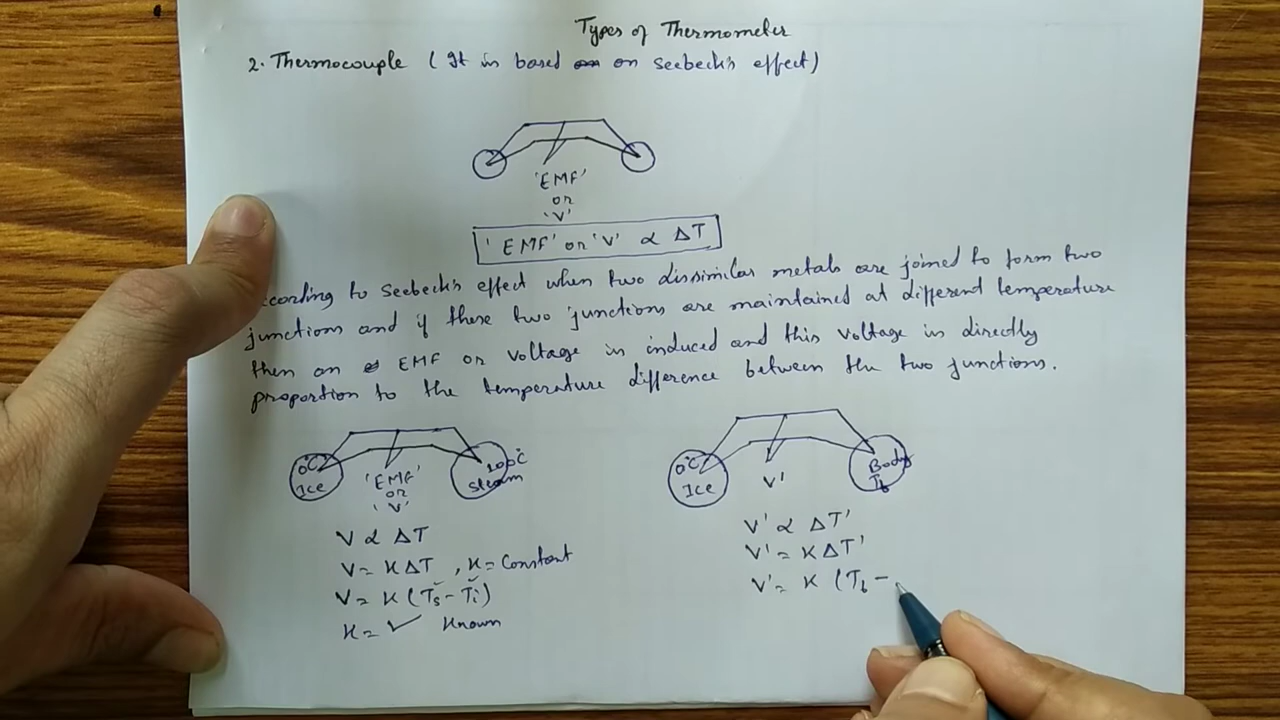 Types of Thermometer
2. Thermocouple ( It is based on on Seebeck's effect )
'EMF'
or
'V'
'EMF' or 'V' ∝ ΔT
ccording to Seebeck's effect when two dissimilar metals are joined to form two
junctions and if these two junctions are maintained at different temperature
then an EMF or voltage is induced and this voltage is directly
proportion to the temperature difference between the two junctions.
0°C
Ice
'EMF'
or
'V'
100°C
Steam
V ∝ ΔT
V = K ΔT , K = Constant
V = K (Ts - Ti)
K = ✓ Known
0°C
Ice
V'
Body
Tb
V' ∝ ΔT'
V' = K ΔT'
V' = K (Tb -